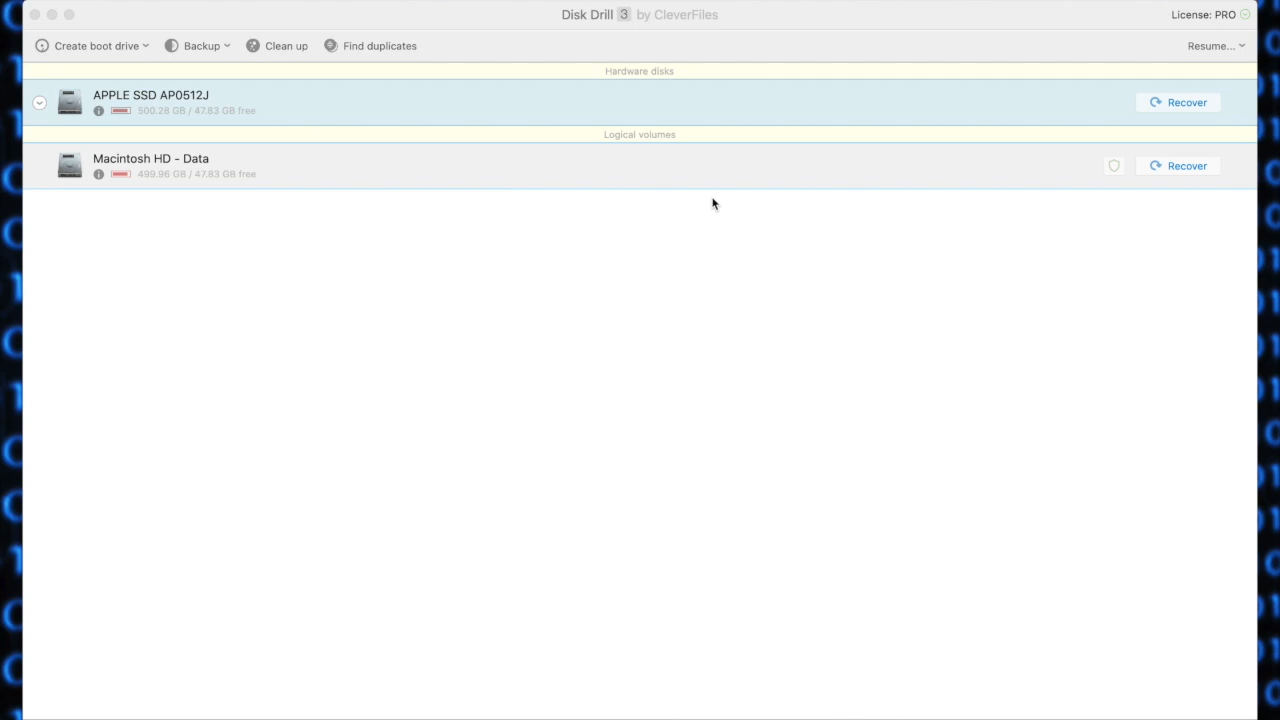 Disk Drill 3 by CleverFiles
License: PRO
Create boot drive Backup Clean up Find duplicates Resume...
Hardware disks
APPLE SSD AP0512J
500.28 GB / 47.83 GB free
Recover
Logical volumes
Macintosh HD - Data
499.96 GB / 47.83 GB free
Recover